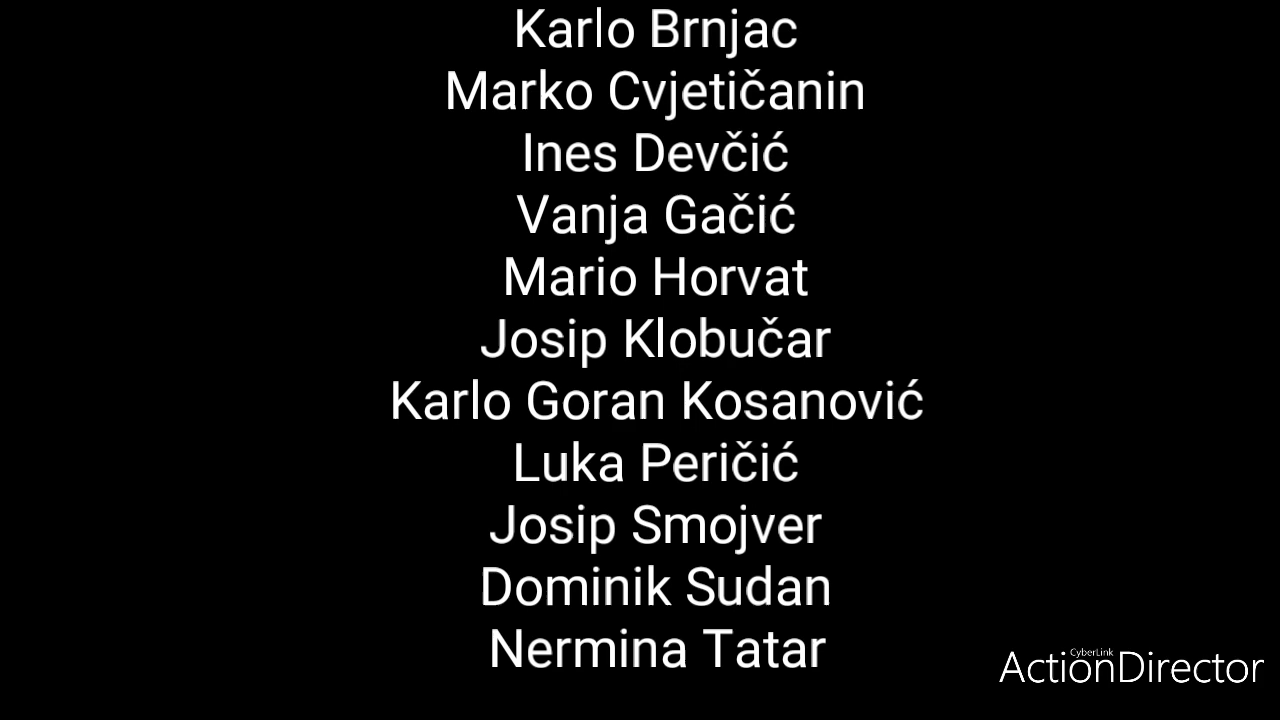 Karlo Brnjac
Marko Cvjetičanin
Ines Devčić
Vanja Gačić
Mario Horvat
Josip Klobučar
Karlo Goran Kosanović
Luka Peričić
Josip Smojver
Dominik Sudan
Nermina Tatar
CyberLink
ActionDirector